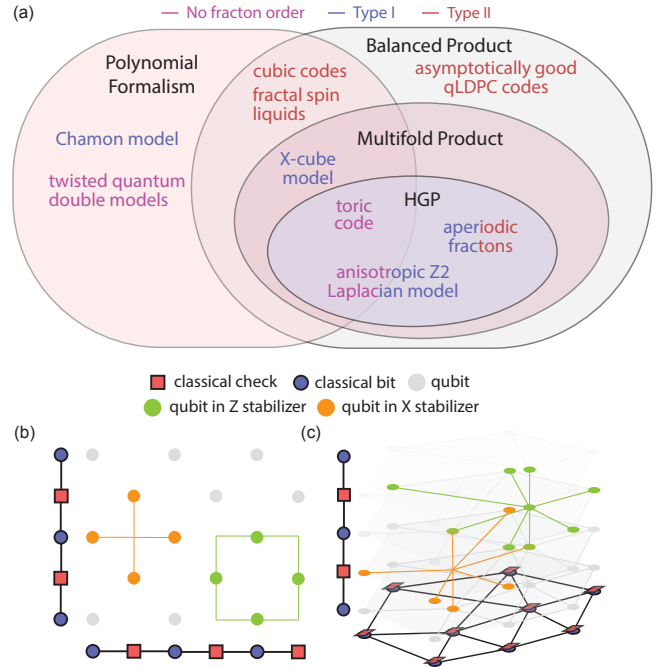 (a)
No fracton order
Type I
Type II
Polynomial
Formalism
Balanced Product
cubic codes
fractal spin
liquids
asymptotically good
qLDPC codes
Chamon model
twisted quantum
double models
Multifold Product
X-cube
model
HGP
toric
code
aperiodic
fractons
anisotropic Z2
Laplacian model
classical check
classical bit
qubit
qubit in Z stabilizer
qubit in X stabilizer
(b)
(c)